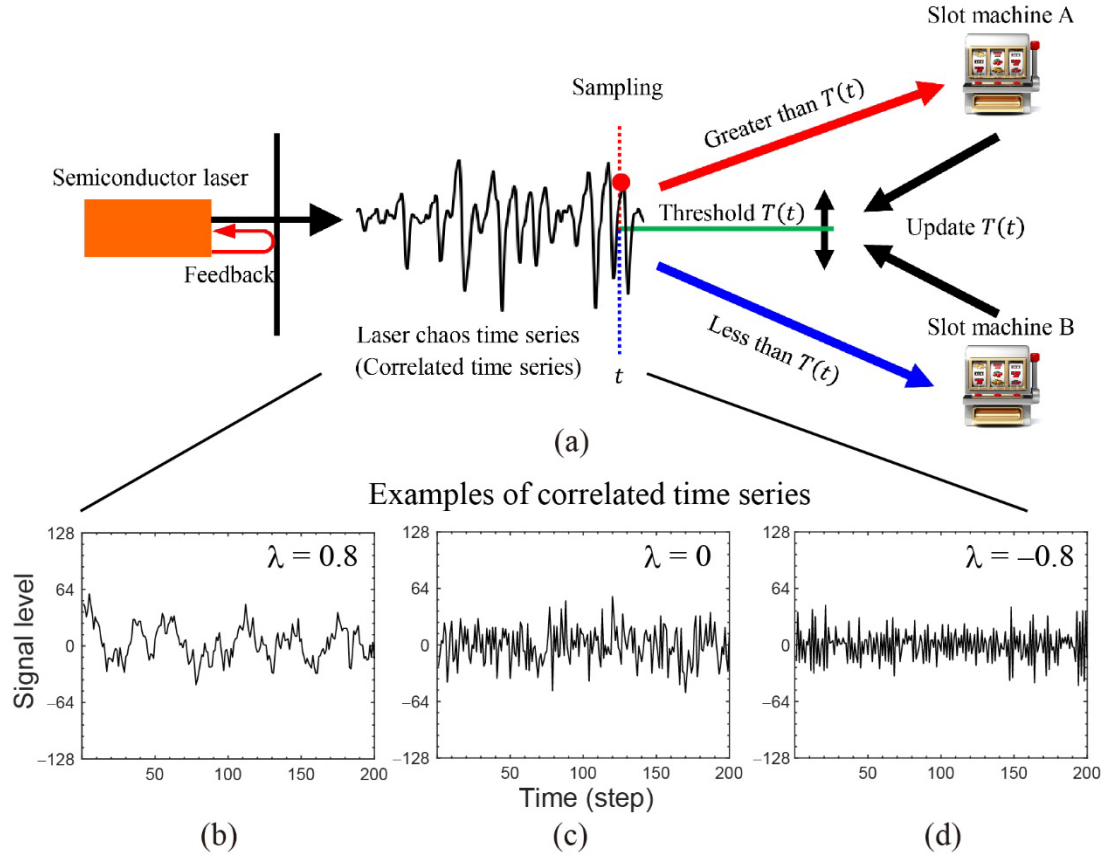 Slot machine A
Sampling
Greater than T(t)
Semiconductor laser
Threshold T(t)
Update T(t)
Feedback
Less than T(t)
Slot machine B
Laser chaos time series
(Correlated time series)
t
(a)
Examples of correlated time series
Signal level
128
64
0
−64
−128
λ = 0.8
50
100
150
200
128
64
0
−64
−128
λ = 0
50
100
150
200
128
64
0
−64
−128
λ = −0.8
50
100
150
200
Time (step)
(b)
(c)
(d)